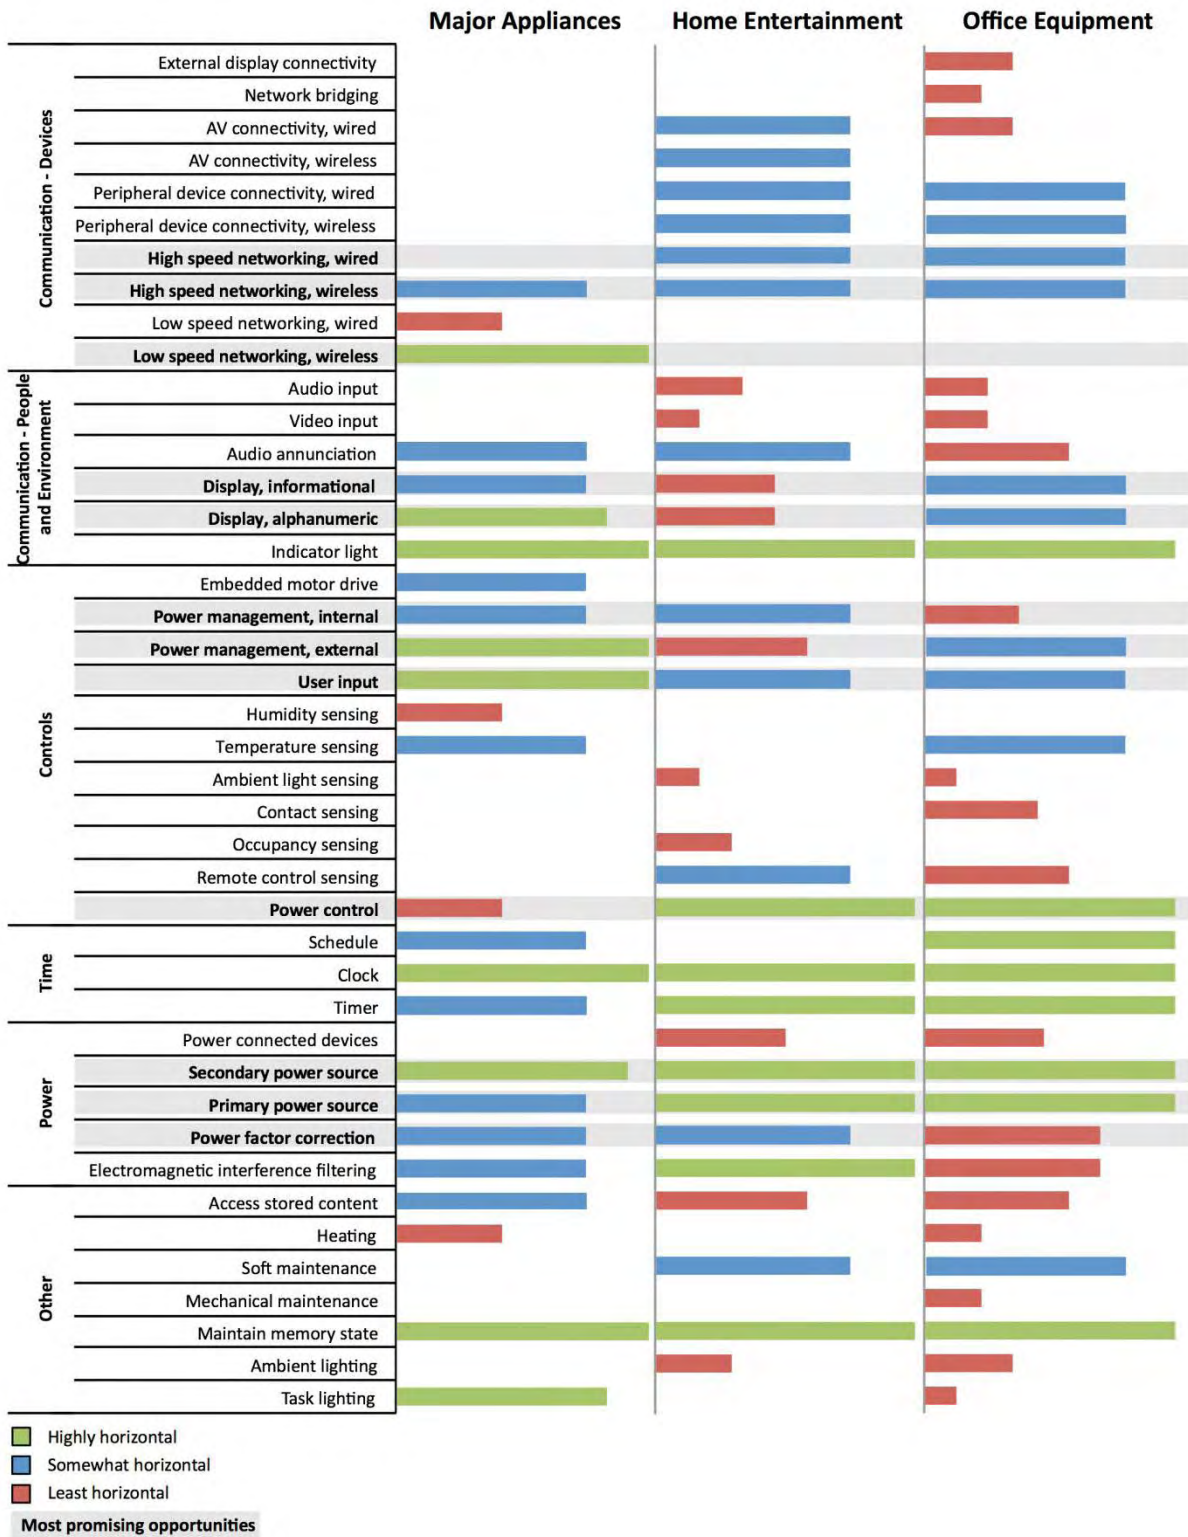 Major Appliances Home Entertainment Office Equipment
Communication - Devices
External display connectivity
Network bridging
AV connectivity, wired
AV connectivity, wireless
Peripheral device connectivity, wired
Peripheral device connectivity, wireless
High speed networking, wired
High speed networking, wireless
Low speed networking, wired
Low speed networking, wireless
Communication - People
and Environment
Audio input
Video input
Audio annunciation
Display, informational
Display, alphanumeric
Indicator light
Controls
Embedded motor drive
Power management, internal
Power management, external
User input
Humidity sensing
Temperature sensing
Ambient light sensing
Contact sensing
Occupancy sensing
Remote control sensing
Power control
Time
Schedule
Clock
Timer
Power
Power connected devices
Secondary power source
Primary power source
Power factor correction
Electromagnetic interference filtering
Other
Access stored content
Heating
Soft maintenance
Mechanical maintenance
Maintain memory state
Ambient lighting
Task lighting
Highly horizontal
Somewhat horizontal
Least horizontal
Most promising opportunities